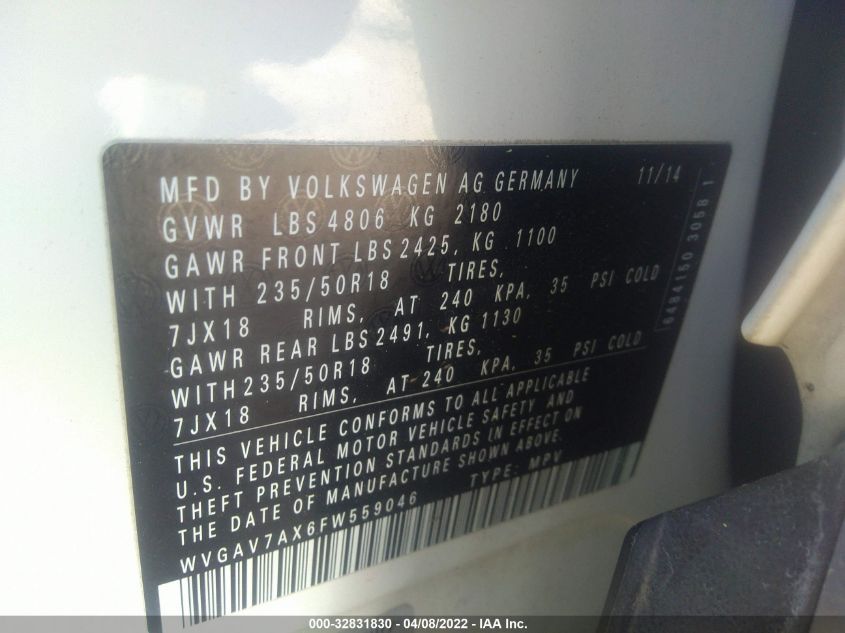 MFD BY VOLKSWAGEN AG GERMANY 11/14
GVWR LBS 4806 KG 2180
GAWR FRONT LBS 2425, KG 1100
WITH 235/50R18 TIRES,
7JX18 RIMS, AT 240 KPA, 35 PSI COLD
GAWR REAR LBS 2491, KG 1130
WITH 235/50R18 TIRES,
7JX18 RIMS, AT 240 KPA, 35 PSI COLD
THIS VEHICLE CONFORMS TO ALL APPLICABLE
U.S. FEDERAL MOTOR VEHICLE SAFETY AND
THEFT PREVENTION STANDARDS IN EFFECT ON
THE DATE OF MANUFACTURE SHOWN ABOVE.
WVGAV7AX6FW559046 TYPE: MPV
6484150 3058 1
000-32831830 - 04/08/2022 - IAA Inc.